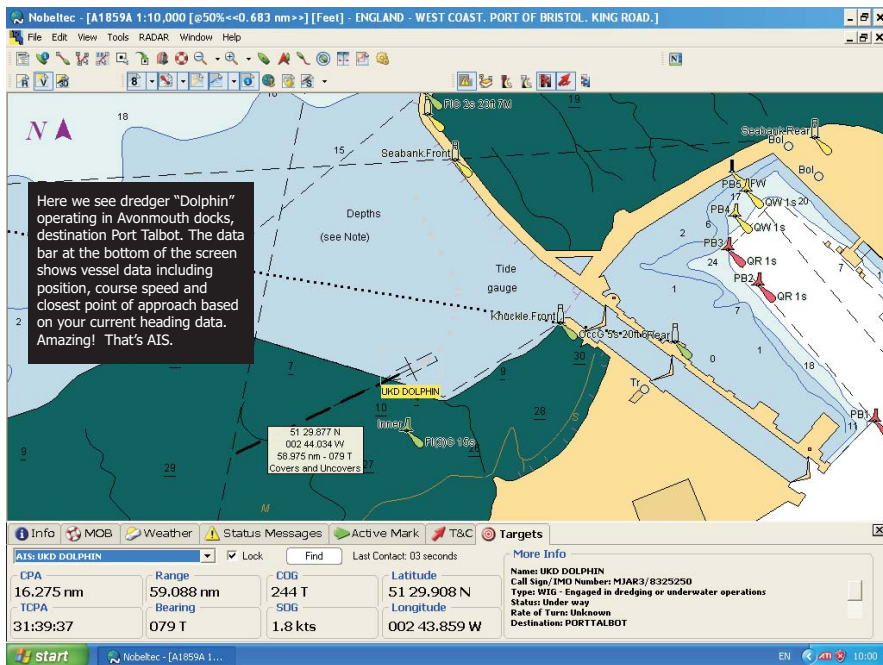 Nobeltec - [A1859A 1:10,000 [@50%<<0.683 nm>>] [Feet] - ENGLAND - WEST COAST. PORT OF BRISTOL. KING ROAD.]
File Edit View Tools RADAR Window Help
N
R V 3D 8 S
N
18
15
19
Fl0 2s 20ft 7M
Seabank.Front
Seabank.Rear
Bol
Bol
PB5 FW
17
QW 1s 20
PB4
6
QW 1s
2
PB3
24
QR 1s
PB2
QR 1s
7
1
7
Here we see dredger “Dolphin”
operating in Avonmouth docks,
destination Port Talbot. The data
bar at the bottom of the screen
shows vessel data including
position, course speed and
closest point of approach based
on your current heading data.
Amazing! That’s AIS.
Depths
(see Note)
Tide
gauge
2
Knuckle.Front
OccG 5s 20ft 6
Rear
S
0
1
18
7
9
30
UKD DOLPHIN
Tr
10
28
S
PB1
11
Inner
Fl(3)G 15s
26
51 29.877 N
002 44.034 W
58.975 nm - 079 T
Covers and Uncovers
9
29
27
M
Info MOB Weather Status Messages Active Mark T&C Targets
AIS: UKD DOLPHIN Lock Find Last Contact: 03 seconds
CPA Range COG Latitude
16.275 nm 59.088 nm 244 T 51 29.908 N
TCPA Bearing SOG Longitude
31:39:37 079 T 1.8 kts 002 43.859 W
More Info
Name: UKD DOLPHIN
Call Sign/IMO Number: MJAR3/8325250
Type: WIG - Engaged in dredging or underwater operations
Status: Under way
Rate of Turn: Unknown
Destination: PORTTALBOT
start Nobeltec - [A1859A 1... EN 10:00